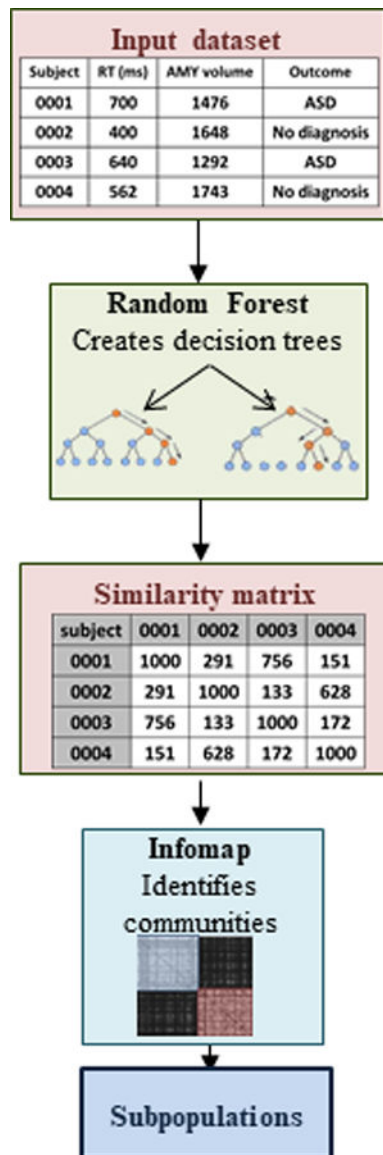 Input dataset
Subject RT (ms) AMY volume Outcome
0001 700 1476 ASD
0002 400 1648 No diagnosis
0003 640 1292 ASD
0004 562 1743 No diagnosis
Random Forest
Creates decision trees
Similarity matrix
subject 0001 0002 0003 0004
0001 1000 291 756 151
0002 291 1000 133 628
0003 756 133 1000 172
0004 151 628 172 1000
Infomap
Identifies
communities
Subpopulations